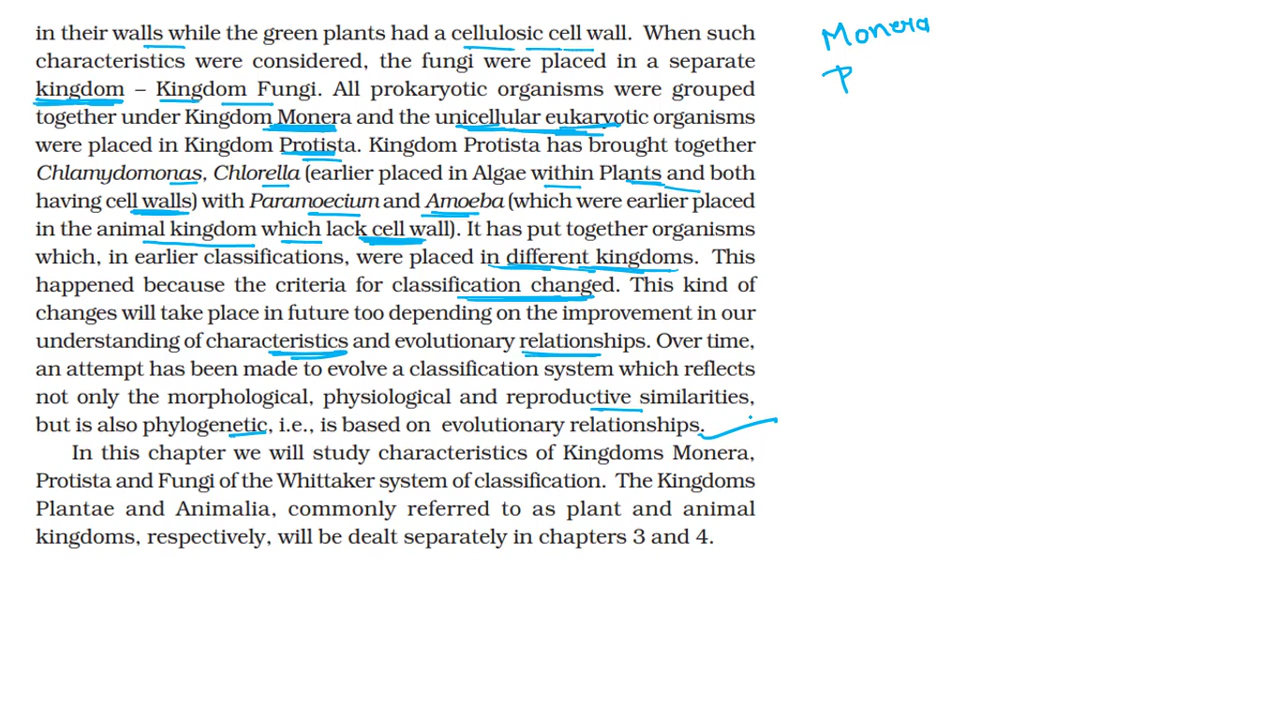 in their walls while the green plants had a cellulosic cell wall. When such
characteristics were considered, the fungi were placed in a separate
kingdom – Kingdom Fungi. All prokaryotic organisms were grouped
together under Kingdom Monera and the unicellular eukaryotic organisms
were placed in Kingdom Protista. Kingdom Protista has brought together
Chlamydomonas, Chlorella (earlier placed in Algae within Plants and both
having cell walls) with Paramoecium and Amoeba (which were earlier placed
in the animal kingdom which lack cell wall). It has put together organisms
which, in earlier classifications, were placed in different kingdoms. This
happened because the criteria for classification changed. This kind of
changes will take place in future too depending on the improvement in our
understanding of characteristics and evolutionary relationships. Over time,
an attempt has been made to evolve a classification system which reflects
not only the morphological, physiological and reproductive similarities,
but is also phylogenetic, i.e., is based on evolutionary relationships.
In this chapter we will study characteristics of Kingdoms Monera,
Protista and Fungi of the Whittaker system of classification. The Kingdoms
Plantae and Animalia, commonly referred to as plant and animal
kingdoms, respectively, will be dealt separately in chapters 3 and 4.
Monera
P